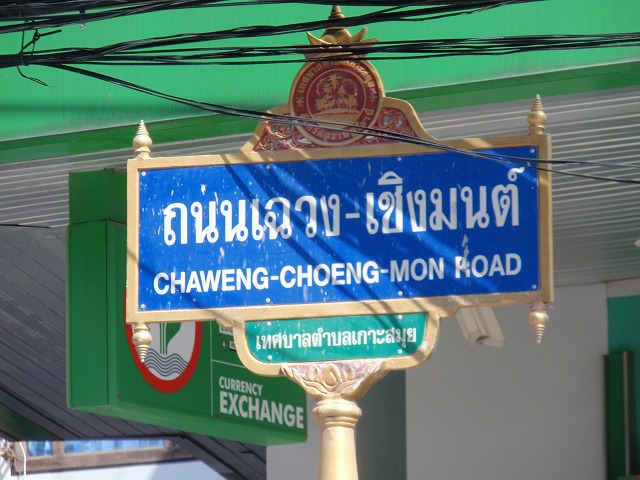 ถนนเฉวง-เชิงมนต์
CHAWENG-CHOENG-MON ROAD
เทศบาลตำบลเกาะสมุย
CURRENCY
EXCHANGE